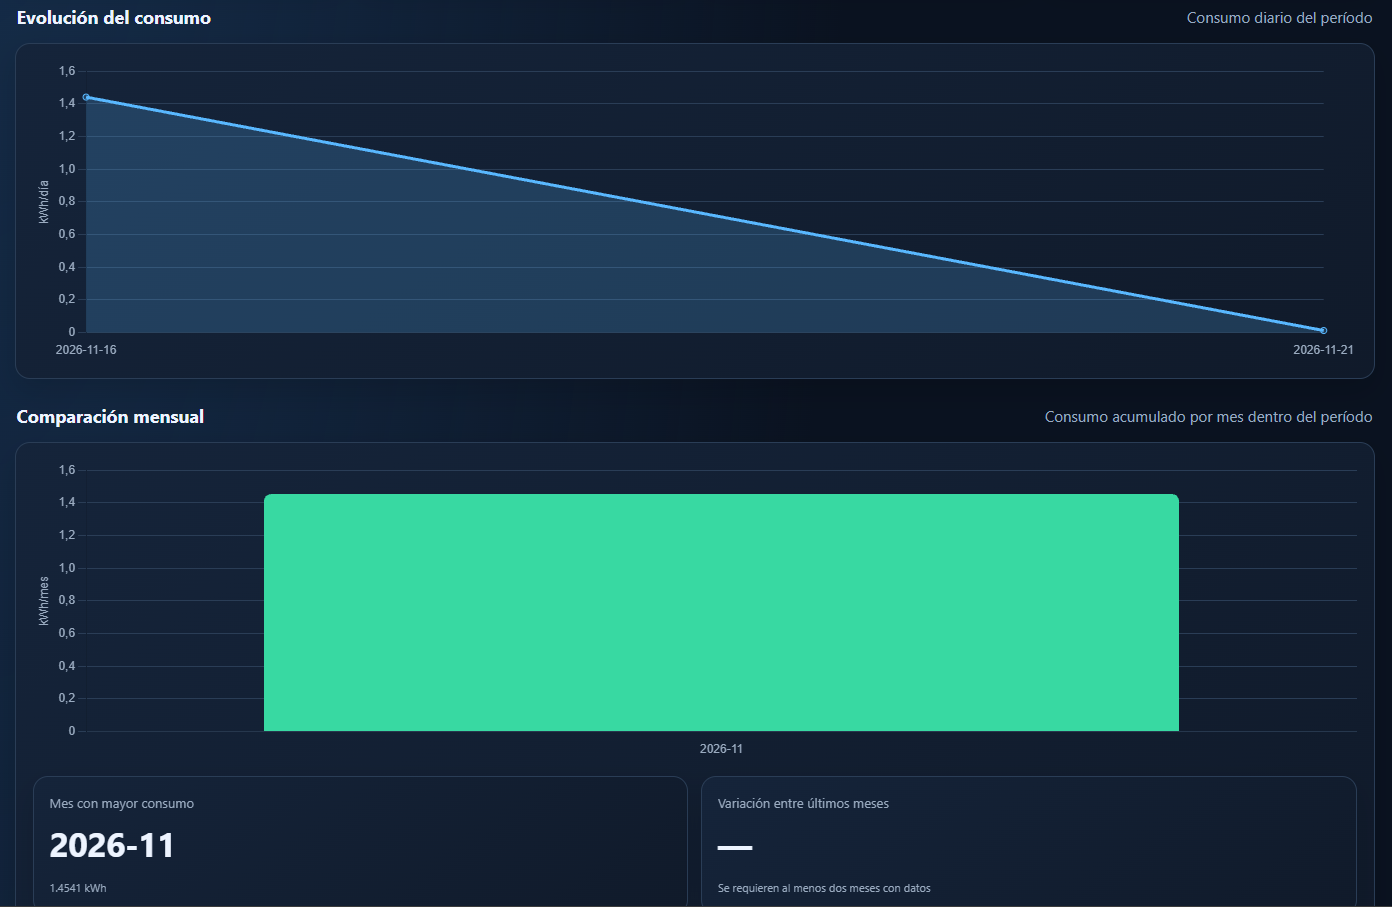 Evolución del consumo
Consumo diario del período
1,6
1,4
1,2
1,0
0,8
0,6
0,4
0,2
0
kWh/día
2026-11-16
2026-11-21
Comparación mensual
Consumo acumulado por mes dentro del período
1,6
1,4
1,2
1,0
0,8
0,6
0,4
0,2
0
kWh/mes
2026-11
Mes con mayor consumo
2026-11
1.4541 kWh
Variación entre últimos meses
—
Se requieren al menos dos meses con datos